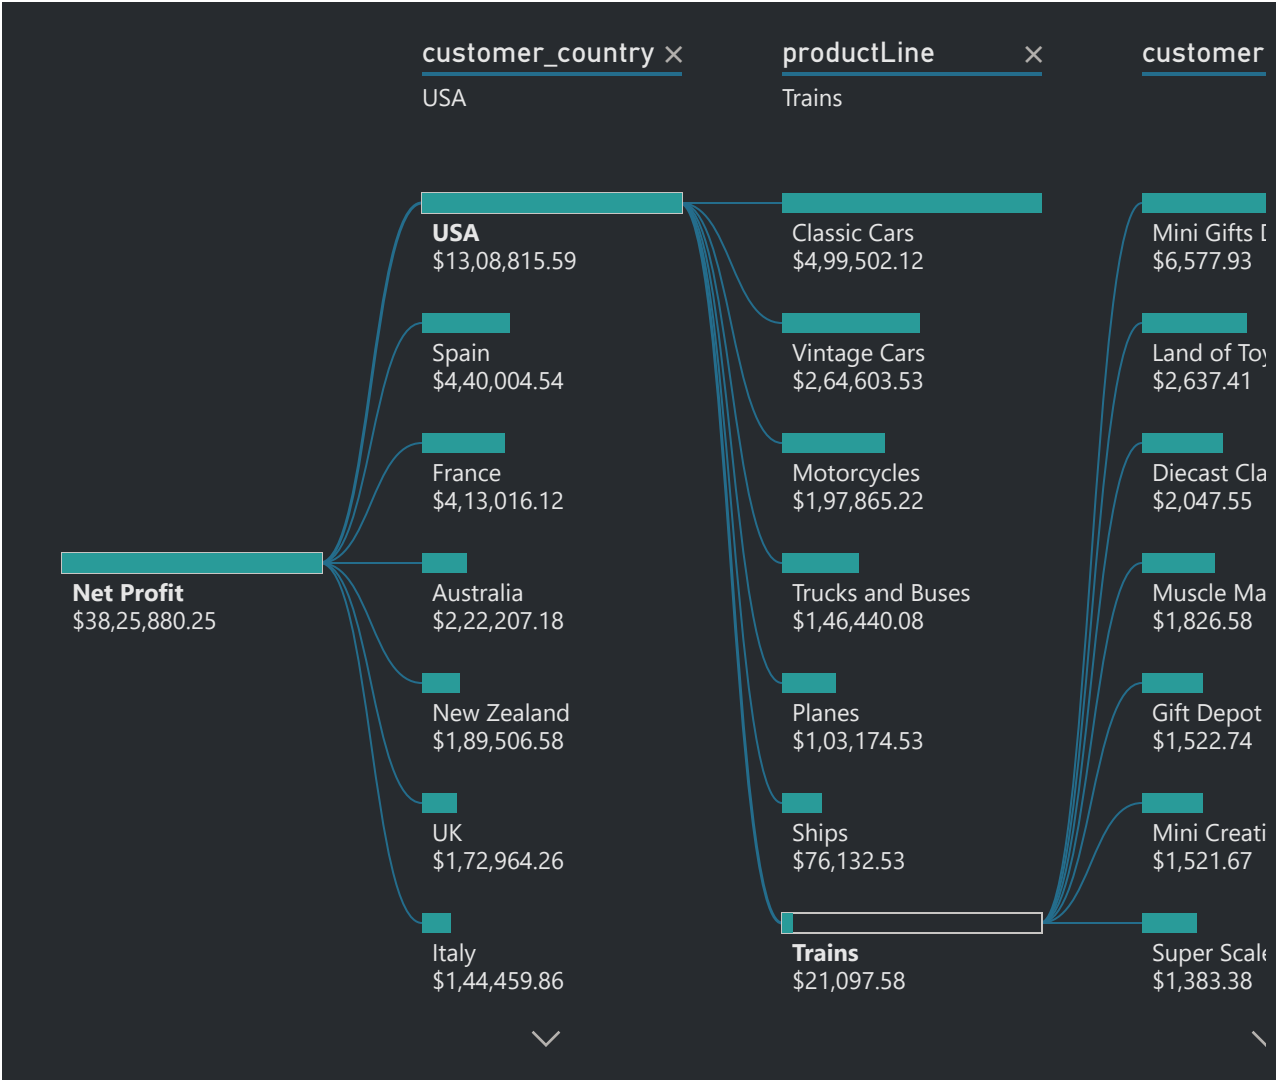 customer_country
productLine
customer
USA
Trains
USA
$13,08,815.59
Spain
$4,40,004.54
France
$4,13,016.12
Net Profit
$38,25,880.25
Australia
$2,22,207.18
New Zealand
$1,89,506.58
UK
$1,72,964.26
Italy
$1,44,459.86
Classic Cars
$4,99,502.12
Vintage Cars
$2,64,603.53
Motorcycles
$1,97,865.22
Trucks and Buses
$1,46,440.08
Planes
$1,03,174.53
Ships
$76,132.53
Trains
$21,097.58
Mini Gifts
$6,577.93
Land of
$2,637.41
Diecast
$2,047.55
Muscle
$1,826.58
Gift Depot
$1,522.74
Mini
$1,521.67
Super
$1,383.38